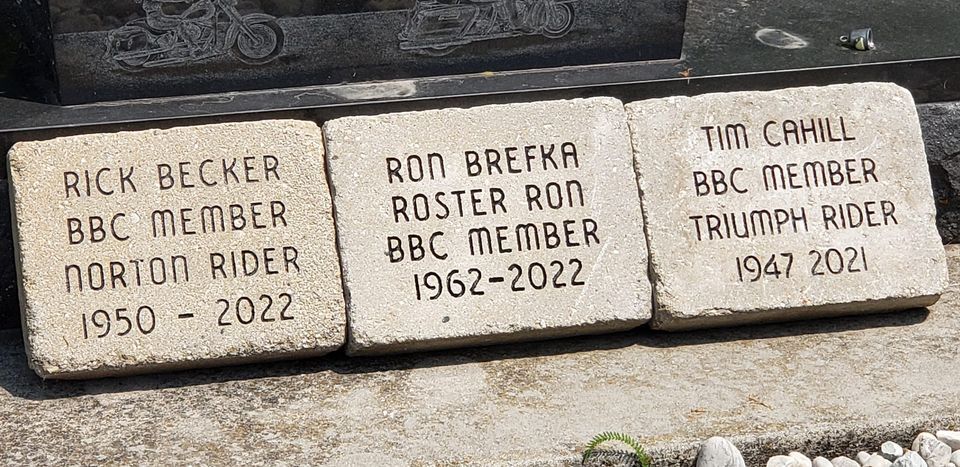 RICK BECKER
BBC MEMBER
NORTON RIDER
1950 - 2022
RON BREFKA
ROSTER RON
BBC MEMBER
1962-2022
TIM CAHILL
BBC MEMBER
TRIUMPH RIDER
1947 2021